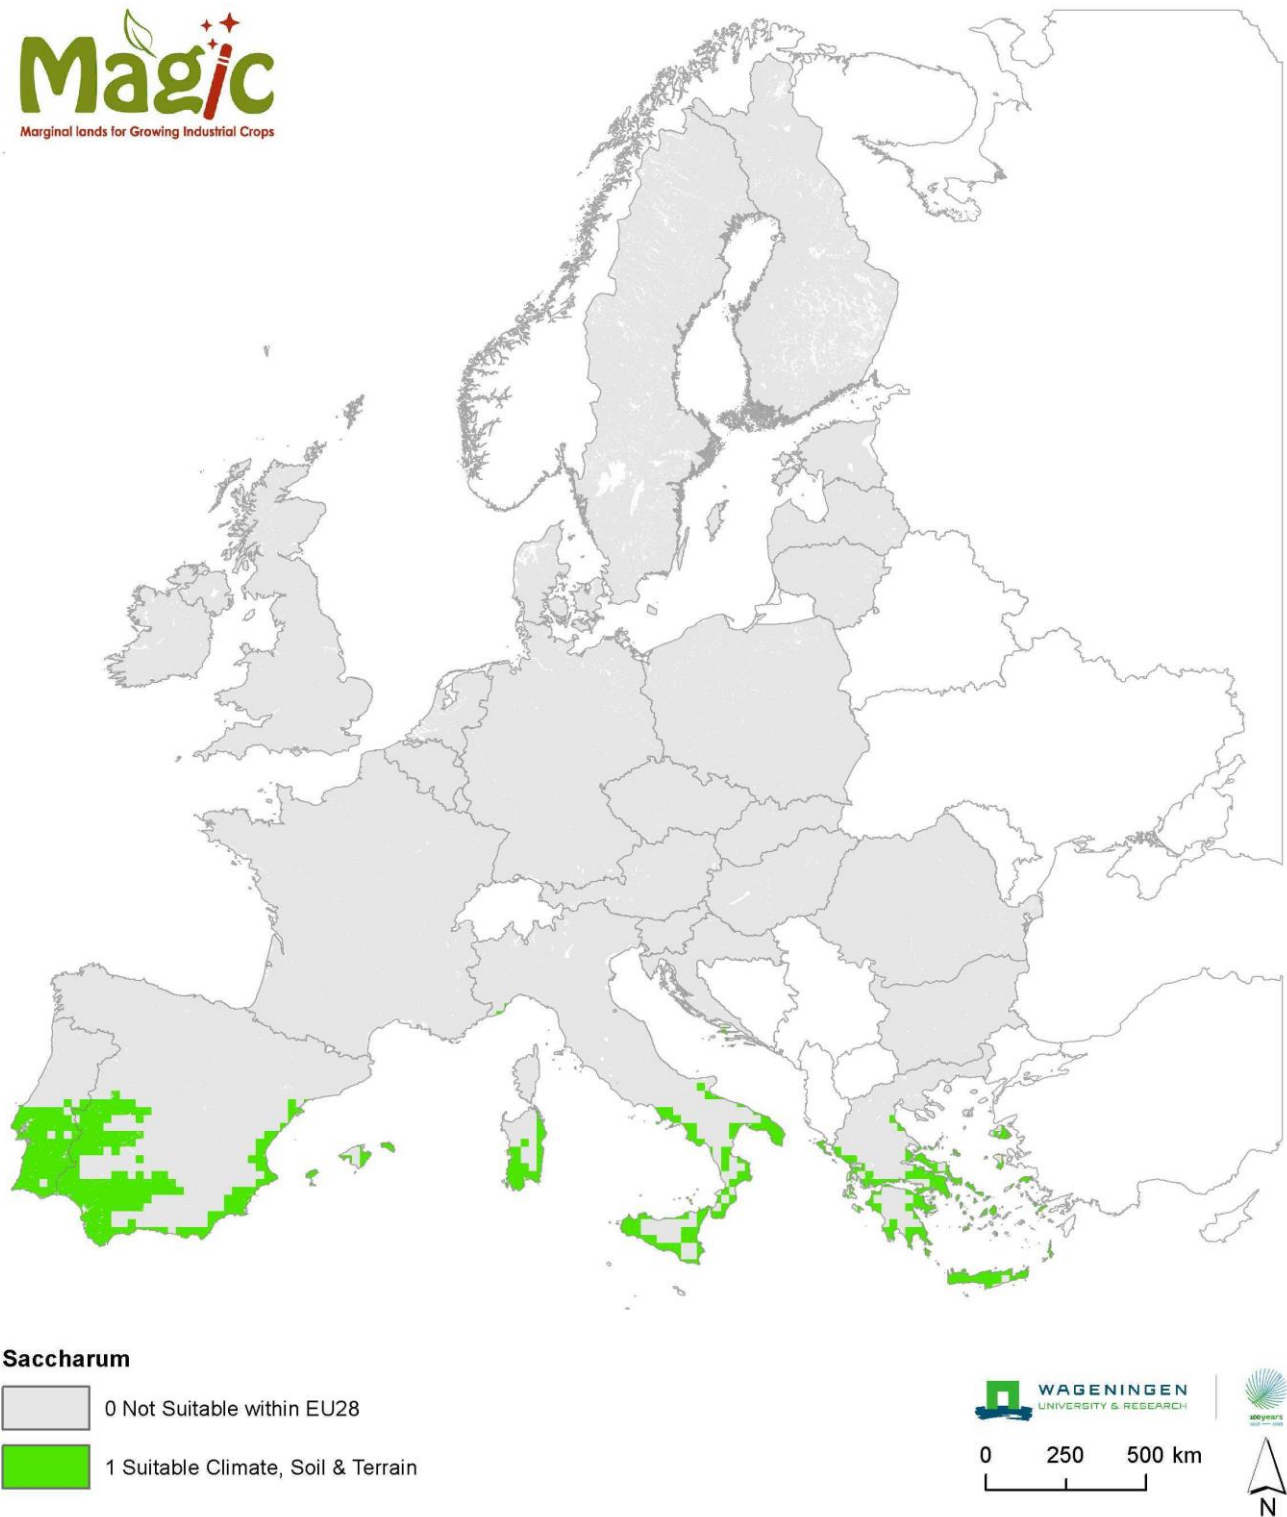 Magic
Marginal lands for Growing Industrial Crops
Saccharum
0 Not Suitable within EU28
1 Suitable Climate, Soil & Terrain
WAGENINGEN
UNIVERSITY & RESEARCH
100years
0 250 500 km
N